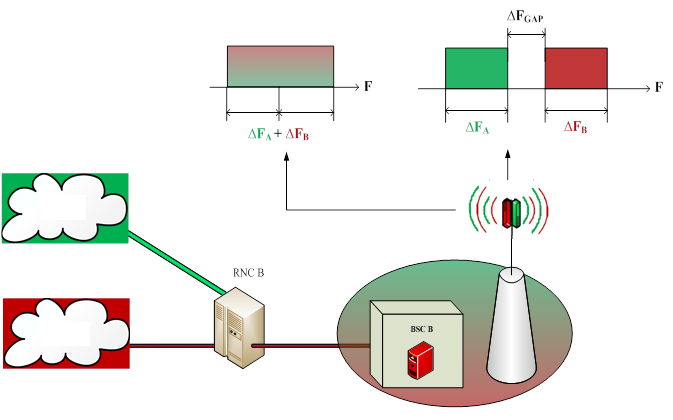 ΔF_GAP
F
F
ΔF_A + ΔF_B
ΔF_A
ΔF_B
RNC B
BSC B